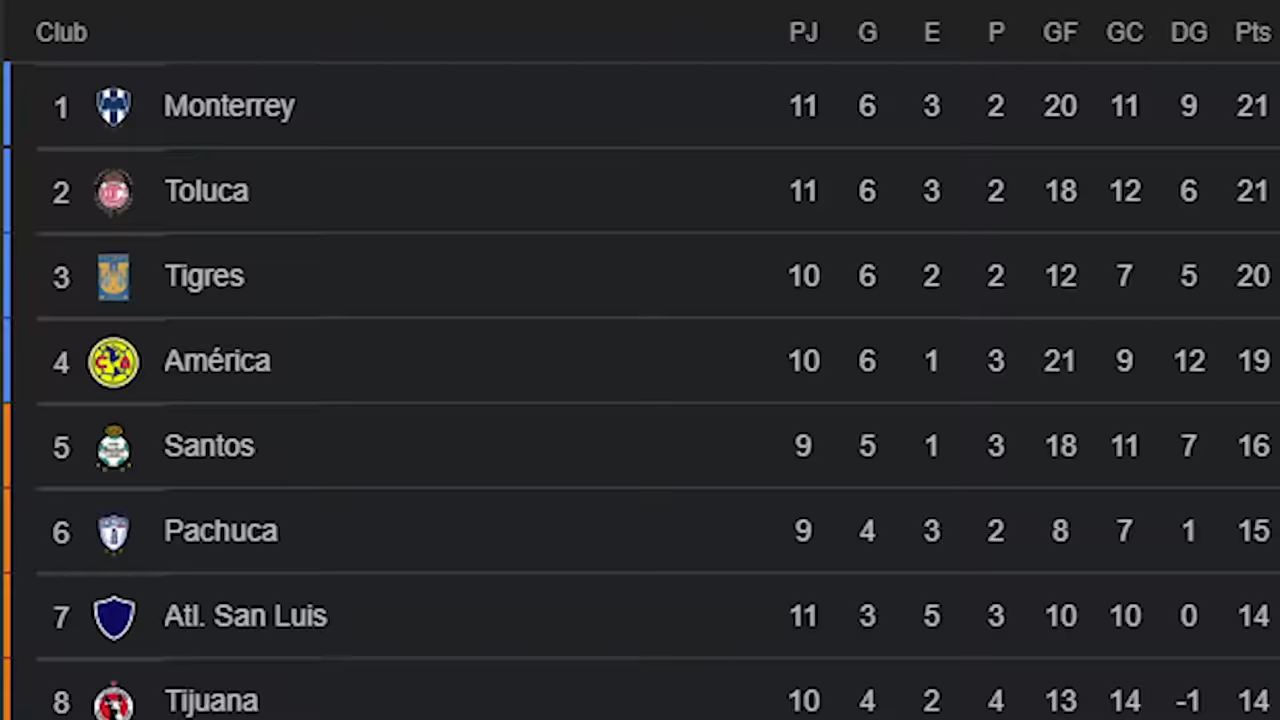 Club PJ G E P GF GC DG Pts
1 Monterrey 11 6 3 2 20 11 9 21
2 Toluca 11 6 3 2 18 12 6 21
3 Tigres 10 6 2 2 12 7 5 20
4 América 10 6 1 3 21 9 12 19
5 Santos 9 5 1 3 18 11 7 16
6 Pachuca 9 4 3 2 8 7 1 15
7 Atl. San Luis 11 3 5 3 10 10 0 14
8 Tijuana 10 4 2 4 13 14 -1 14